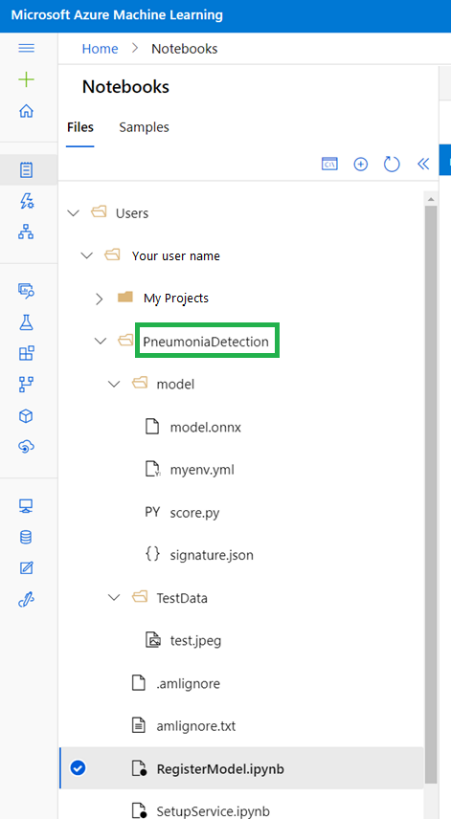 Microsoft Azure Machine Learning
Home > Notebooks
Notebooks
Files Samples
Users
Your user name
My Projects
PneumoniaDetection
model
model.onnx
myenv.yml
PY score.py
{} signature.json
TestData
test.jpeg
.amlignore
amlignore.txt
RegisterModel.ipynb
SetupService.ipynb